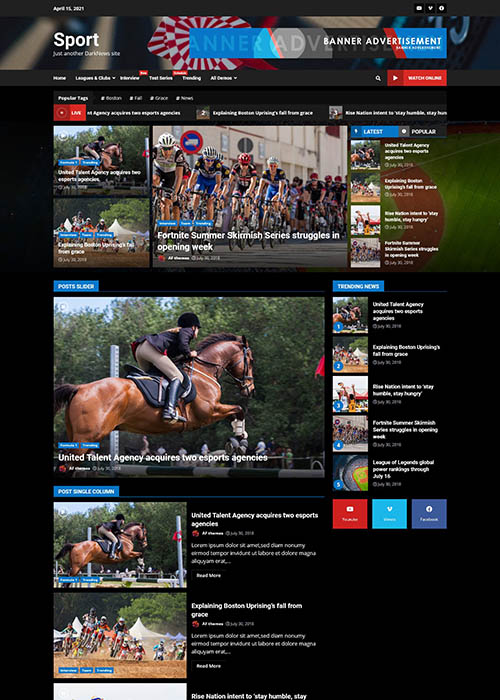 April 15, 2021
Sport
Just another DarkNews site
BANNER ADVERTISEMENT
BANNER ADVERTISEMENT
Home
Leagues & Clubs
Interview
New
Test Series
Schedule
Trending
All Demos
WATCH ONLINE
Popular Tags
# Boston
# Fall
# Grace
# News
LIVE
t Agency acquires two esports agencies
2
Explaining Boston Uprising's fall from grace
Rise Nation intent to 'stay humble, stay hun
Formula 1
Trending
United Talent Agency acquires two esports agencies
July 30, 2018
Interview
Team
Trending
Explaining Boston Uprising's fall from grace
July 30, 2018
Interview
Team
Trending
Fortnite Summer Skirmish Series struggles in
opening week
AF themes
July 30, 2018
LATEST
POPULAR
United Talent Agency
acquires two esports
agencies
July 30, 2018
Explaining Boston
Uprising's fall from grace
July 30, 2018
Rise Nation intent to 'stay
humble, stay hungry'
July 30, 2018
Fortnite Summer
Skirmish Series
struggles in opening
week
July 30, 2018
POSTS SLIDER
Formula 1
Trending
United Talent Agency acquires two esports agencies
AF themes
July 30, 2018
TRENDING NEWS
1
United Talent Agency
acquires two esports
agencies
July 30, 2018
2
Explaining Boston Uprising's
fall from grace
July 30, 2018
3
Rise Nation intent to 'stay
humble, stay hungry'
July 30, 2018
4
Fortnite Summer Skirmish
Series struggles in opening
week
July 30, 2018
5
League of Legends global
power rankings through
July 16
July 30, 2018
Youtube
Vimeo
Facebook
POST SINGLE COLUMN
Formula 1
Trending
United Talent Agency acquires two esports
agencies
AF themes
July 30, 2018
Lorem ipsum dolor sit amet,sed diam nonumy
eirmod tempor invidunt ut labore et dolore magna
aliquyam erat,...
Read More
Interview
Team
Trending
Explaining Boston Uprising's fall from
grace
AF themes
July 30, 2018
Lorem ipsum dolor sit amet,sed diam nonumy
eirmod tempor invidunt ut labore et dolore magna
aliquyam erat,...
Read More
Rise Nation intent to 'stay humble, stay